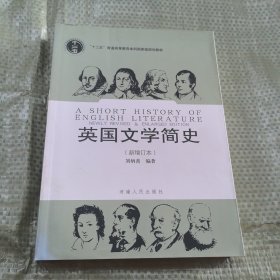 "十二五"普通高等教育本科国家级规划教材
A SHORT HISTORY OF
ENGLISH LITERATURE
NEWLY REVISED & ENLARGED EDITION
英国文学简史
(新增订本)
刘炳善 编著
河南人民出版社